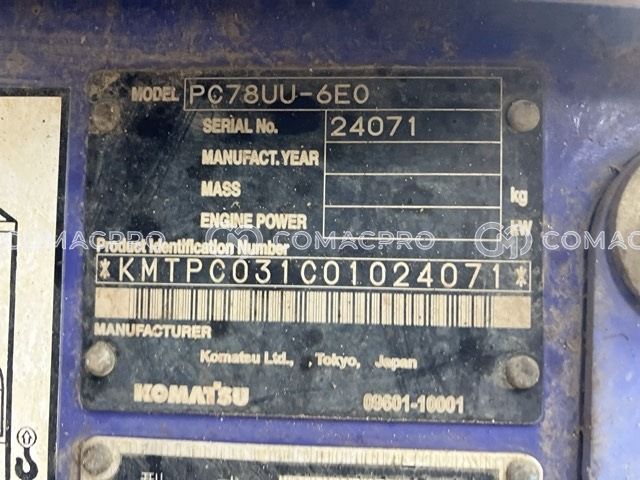 MODEL PC78UU-6E0
SERIAL No. 24071
MANUFACT. YEAR
MASS kg
ENGINE POWER kW
COMACPRO COMACPRO
Product Identification Number
*KMTPC031C01024071*
MANUFACTURER
Komatsu Ltd., Tokyo, Japan
KOMATSU 09601-10001